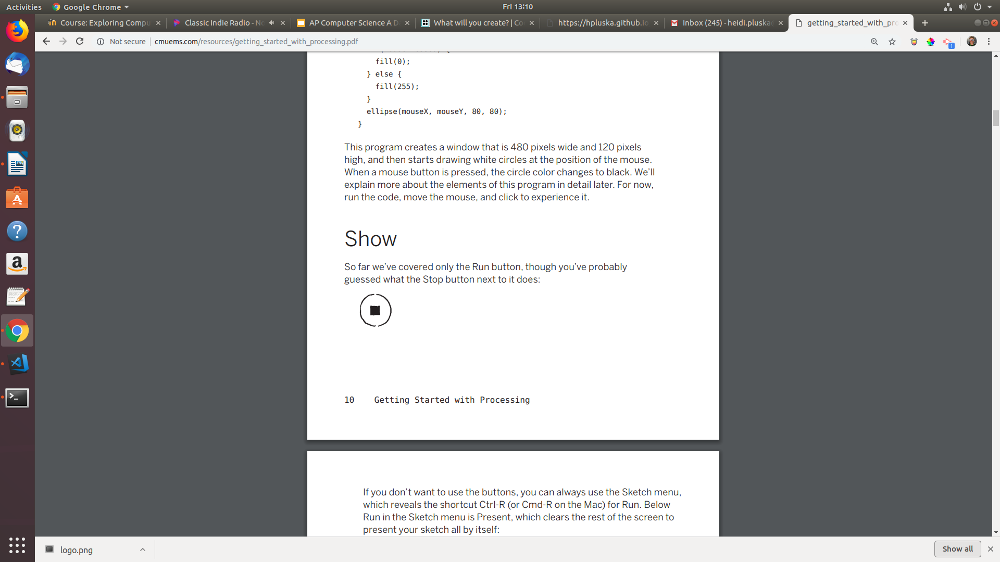 Activities
Google Chrome
Fri 13:10
Course: Exploring Compu
Classic Indie Radio - No
AP Computer Science A D
What will you create? | Co
https://hpluska.github.io
Inbox (245) - heidi.pluska
getting_started_with_pro
Not secure
cmuems.com/resources/getting_started_with_processing.pdf
1
fill(0);
} else {
fill(255);
}
ellipse(mouseX, mouseY, 80, 80);
}
This program creates a window that is 480 pixels wide and 120 pixels
high, and then starts drawing white circles at the position of the mouse.
When a mouse button is pressed, the circle color changes to black. We’ll
explain more about the elements of this program in detail later. For now,
run the code, move the mouse, and click to experience it.
Show
So far we’ve covered only the Run button, though you’ve probably
guessed what the Stop button next to it does:
10 Getting Started with Processing
If you don’t want to use the buttons, you can always use the Sketch menu,
which reveals the shortcut Ctrl-R (or Cmd-R on the Mac) for Run. Below
Run in the Sketch menu is Present, which clears the rest of the screen to
present your sketch all by itself:
logo.png
Show all